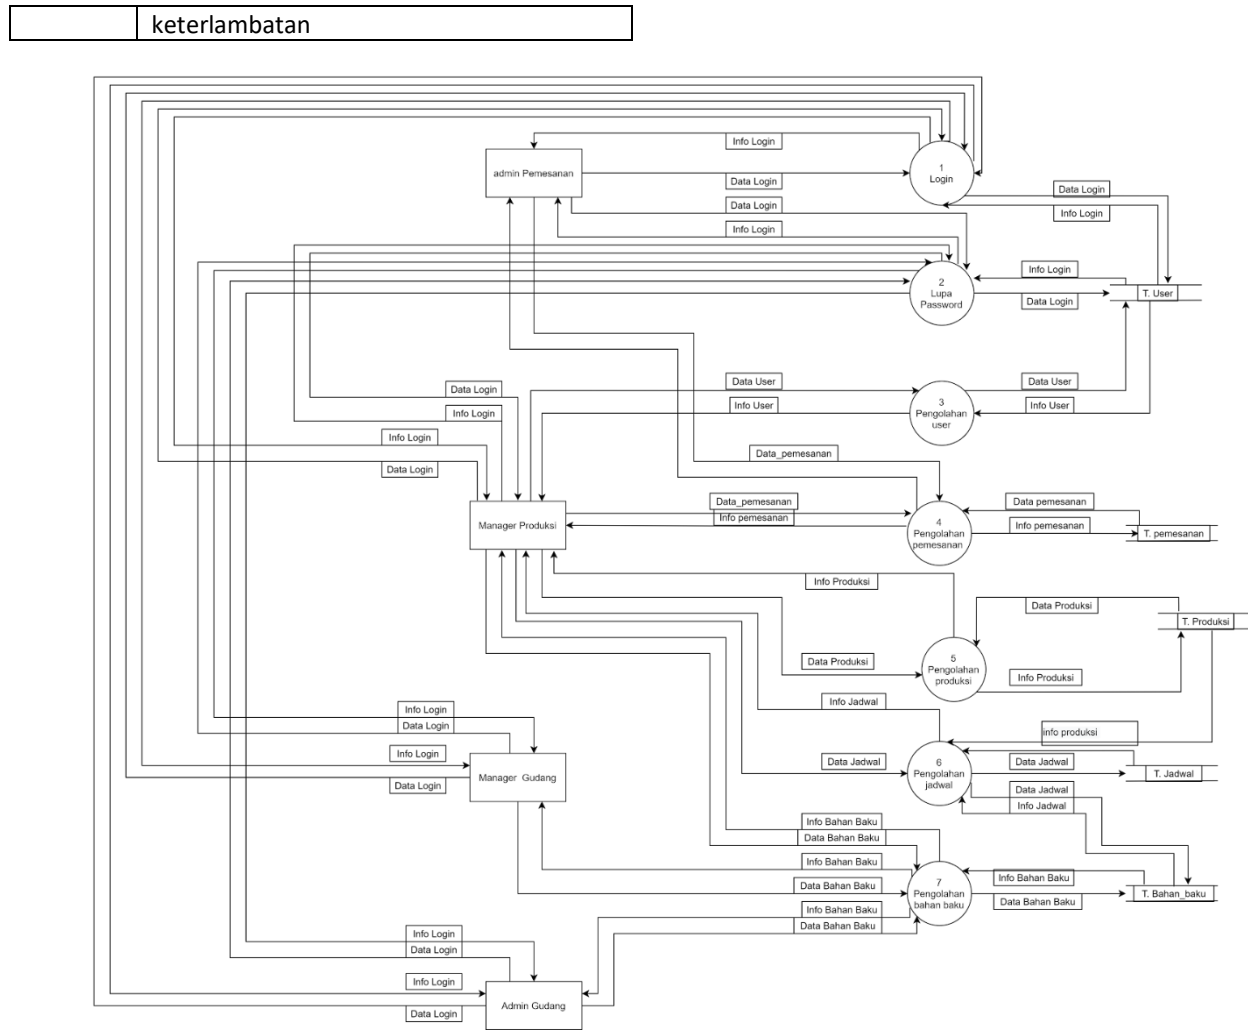 keterlambatan
Info Login
admin Pemesanan
1
Login
Data Login
Data Login
Data Login
Info Login
Info Login
Info Login
2
Lupa
Password
T. User
Data Login
Data Login
Info Login
Data User
Info User
3
Pengolahan
user
Data User
Info User
Info Login
Data Login
Data_pemesanan
Manager Produksi
Data_pemesanan
Info pemesanan
4
Pengolahan
pemesanan
Data pemesanan
Info pemesanan
T. pemesanan
Info Produksi
Data Produksi
T. Produksi
Data Produksi
5
Pengolahan
produksi
Info Produksi
Info Jadwal
Info Login
Data Login
info produksi
Info Login
Data Login
Manager Gudang
Data Jadwal
6
Pengolahan
jadwal
Data Jadwal
T. Jadwal
Data Jadwal
Info Jadwal
Info Bahan Baku
Data Bahan Baku
Info Bahan Baku
Data Bahan Baku
Info Bahan Baku
Data Bahan Baku
7
Pengolahan
bahan baku
Info Bahan Baku
Data Bahan Baku
T. Bahan_baku
Info Login
Data Login
Info Login
Data Login
Admin Gudang